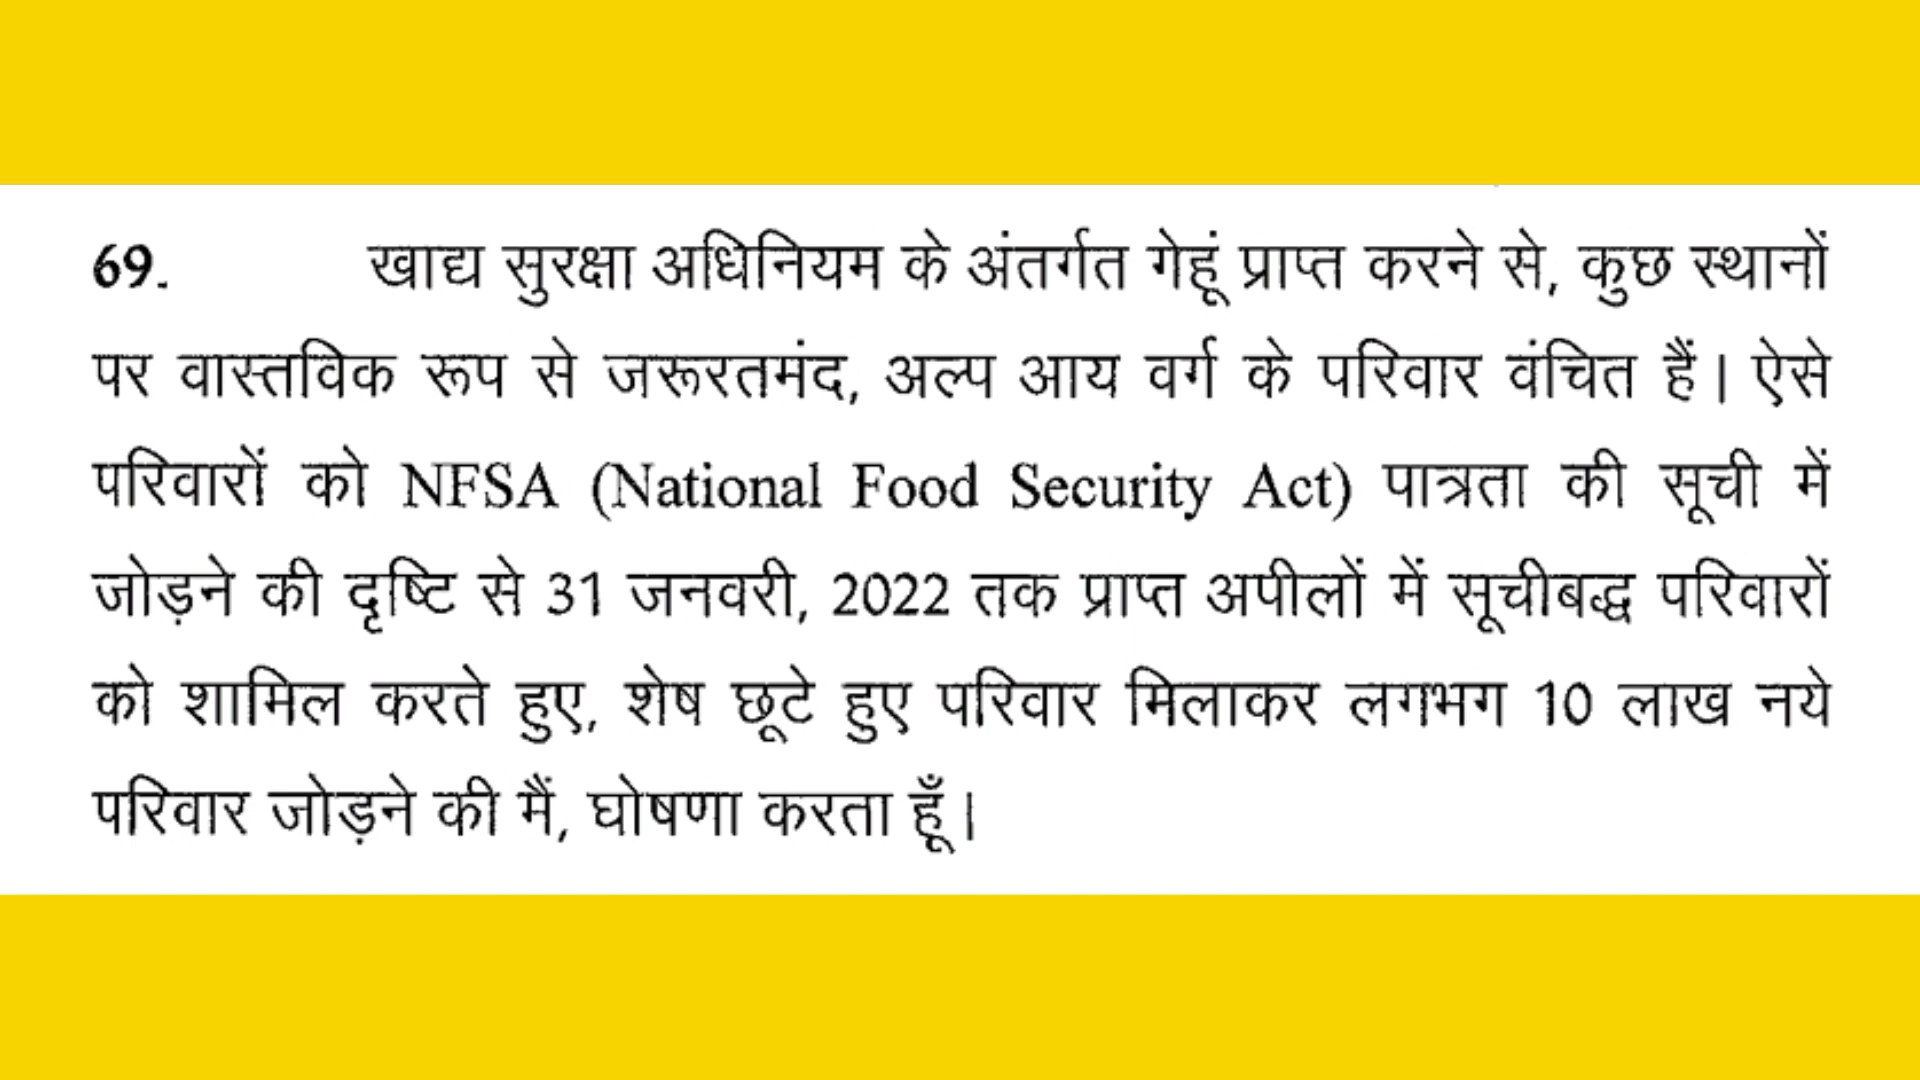 69. खाद्य सुरक्षा अधिनियम के अंतर्गत गेहूं प्राप्त करने से, कुछ स्थानों
पर वास्तविक रूप से जरूरतमंद, अल्प आय वर्ग के परिवार वंचित हैं। ऐसे
परिवारों को NFSA (National Food Security Act) पात्रता की सूची में
जोड़ने की दृष्टि से 31 जनवरी, 2022 तक प्राप्त अपीलों में सूचीबद्ध परिवारों
को शामिल करते हुए, शेष छूटे हुए परिवार मिलाकर लगभग 10 लाख नये
परिवार जोड़ने की मैं, घोषणा करता हूँ।